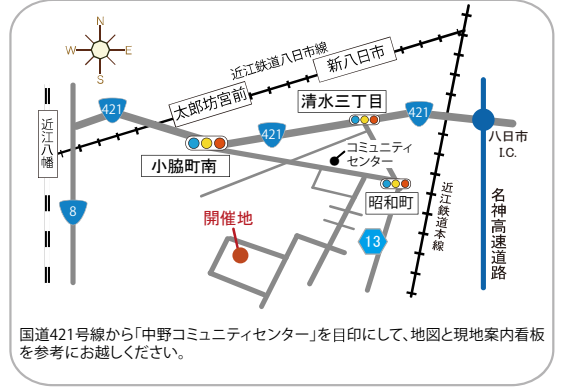 N
W E
S
近江鉄道八日市線
新八日市
太郎坊宮前
清水三丁目
421
421
421
近江八幡
八日市
I.C.
小脇町南
コミュニティ
センター
昭和町
近江鉄道本線
名神高速道路
8
開催地
13
国道421号線から「中野コミュニティセンター」を目印にして、地図と現地案内看板
を参考にお越しください。